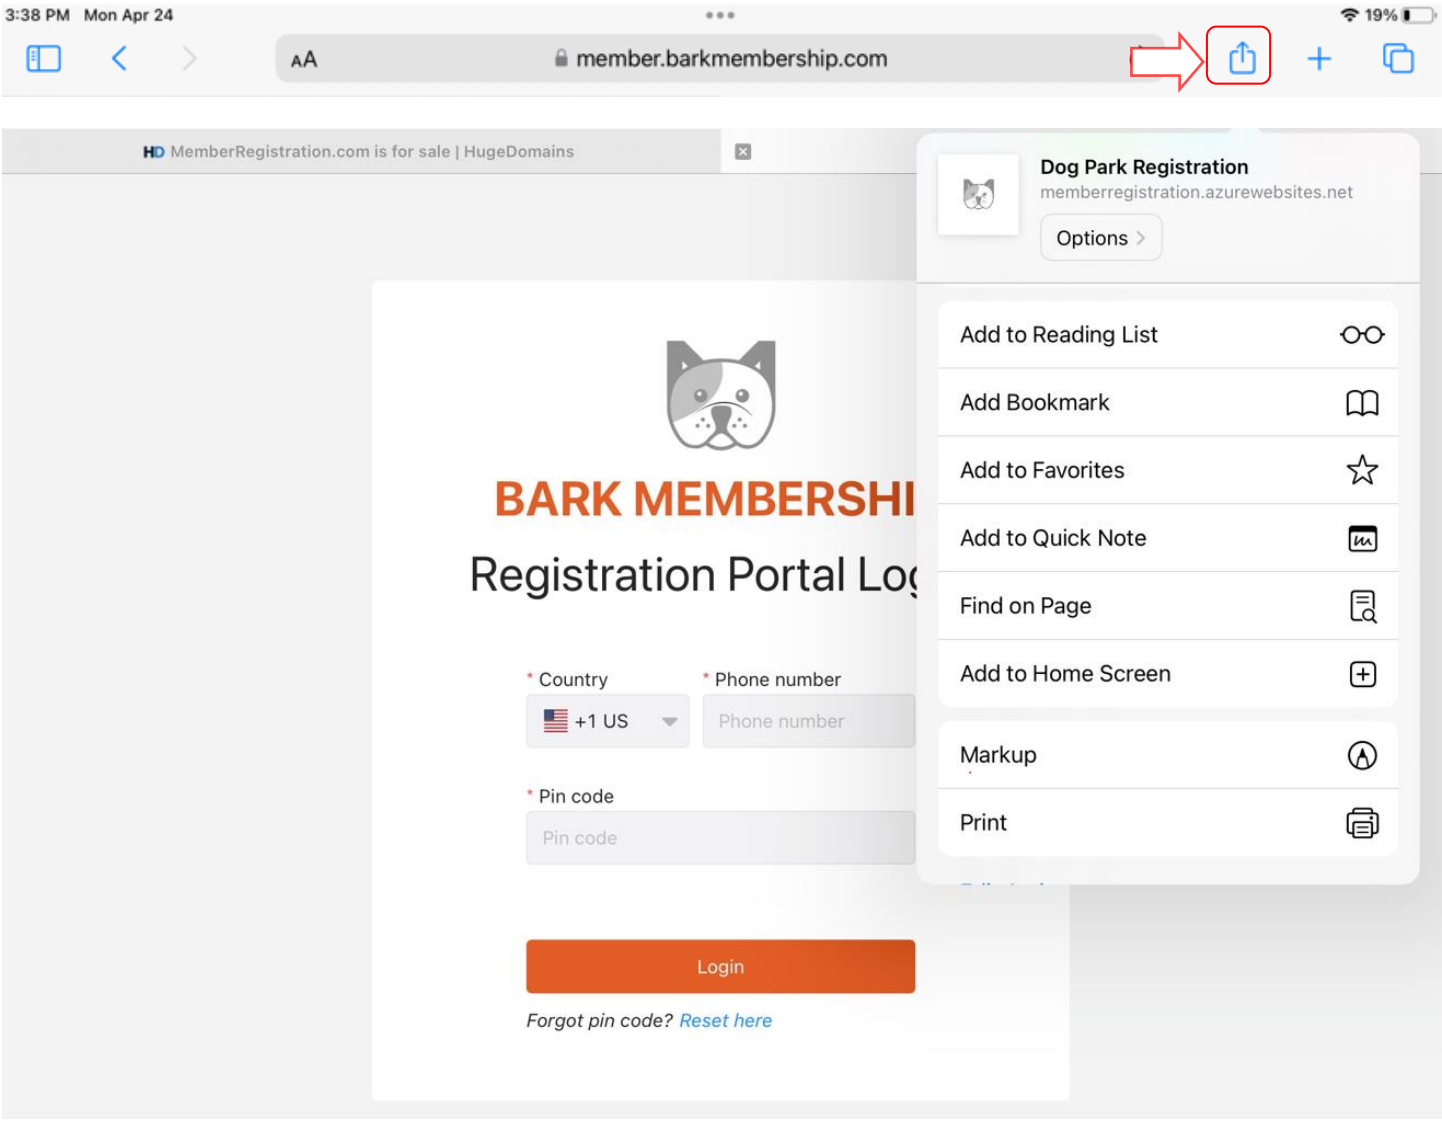 3:38 PM Mon Apr 24
19%
AA
member.barkmembership.com
HD MemberRegistration.com is for sale | HugeDomains
Dog Park Registration
memberregistration.azurewebsites.net
Options
Add to Reading List
Add Bookmark
Add to Favorites
Add to Quick Note
Find on Page
Add to Home Screen
Markup
Print
BARK MEMBERSHI
Registration Portal Log
* Country
* Phone number
+1 US
Phone number
* Pin code
Pin code
Login
Forgot pin code? Reset here